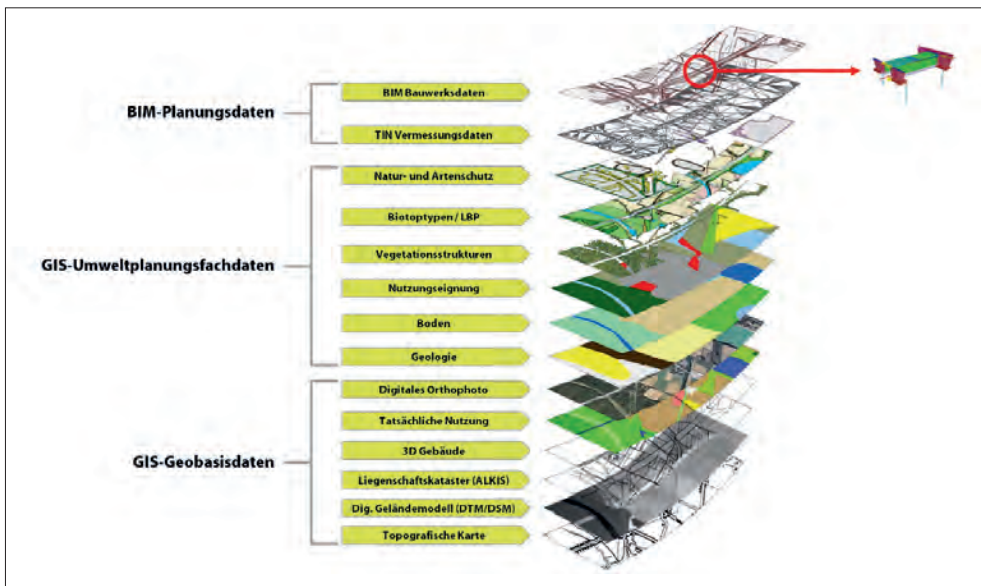 BIM-Planungsdaten
BIM Bauwerksdaten
TIN Vermessungsdaten
GIS-Umweltplanungsfachdaten
Natur- und Artenschutz
Biotoptypen / LBP
Vegetationsstrukturen
Nutzungseignung
Boden
Geologie
GIS-Geobasisdaten
Digitales Orthophoto
Tatsächliche Nutzung
3D Gebäude
Liegenschaftskataster (ALKIS)
Dig. Geländemodell (DTM/DSM)
Topografische Karte